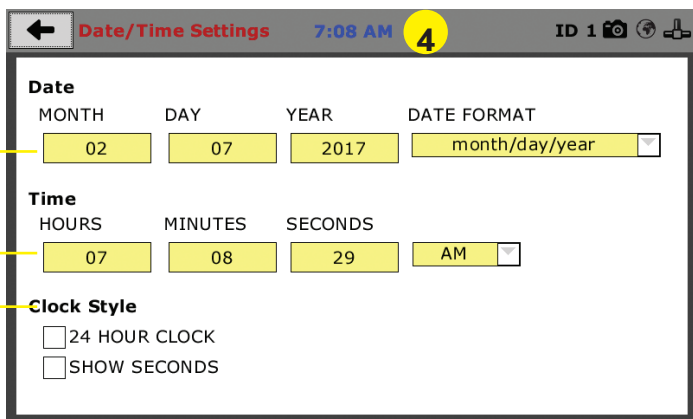 Date/Time Settings 7:08 AM 4 ID 1
Date
MONTH DAY YEAR DATE FORMAT
02 07 2017 month/day/year
Time
HOURS MINUTES SECONDS
07 08 29 AM
Clock Style
24 HOUR CLOCK
SHOW SECONDS